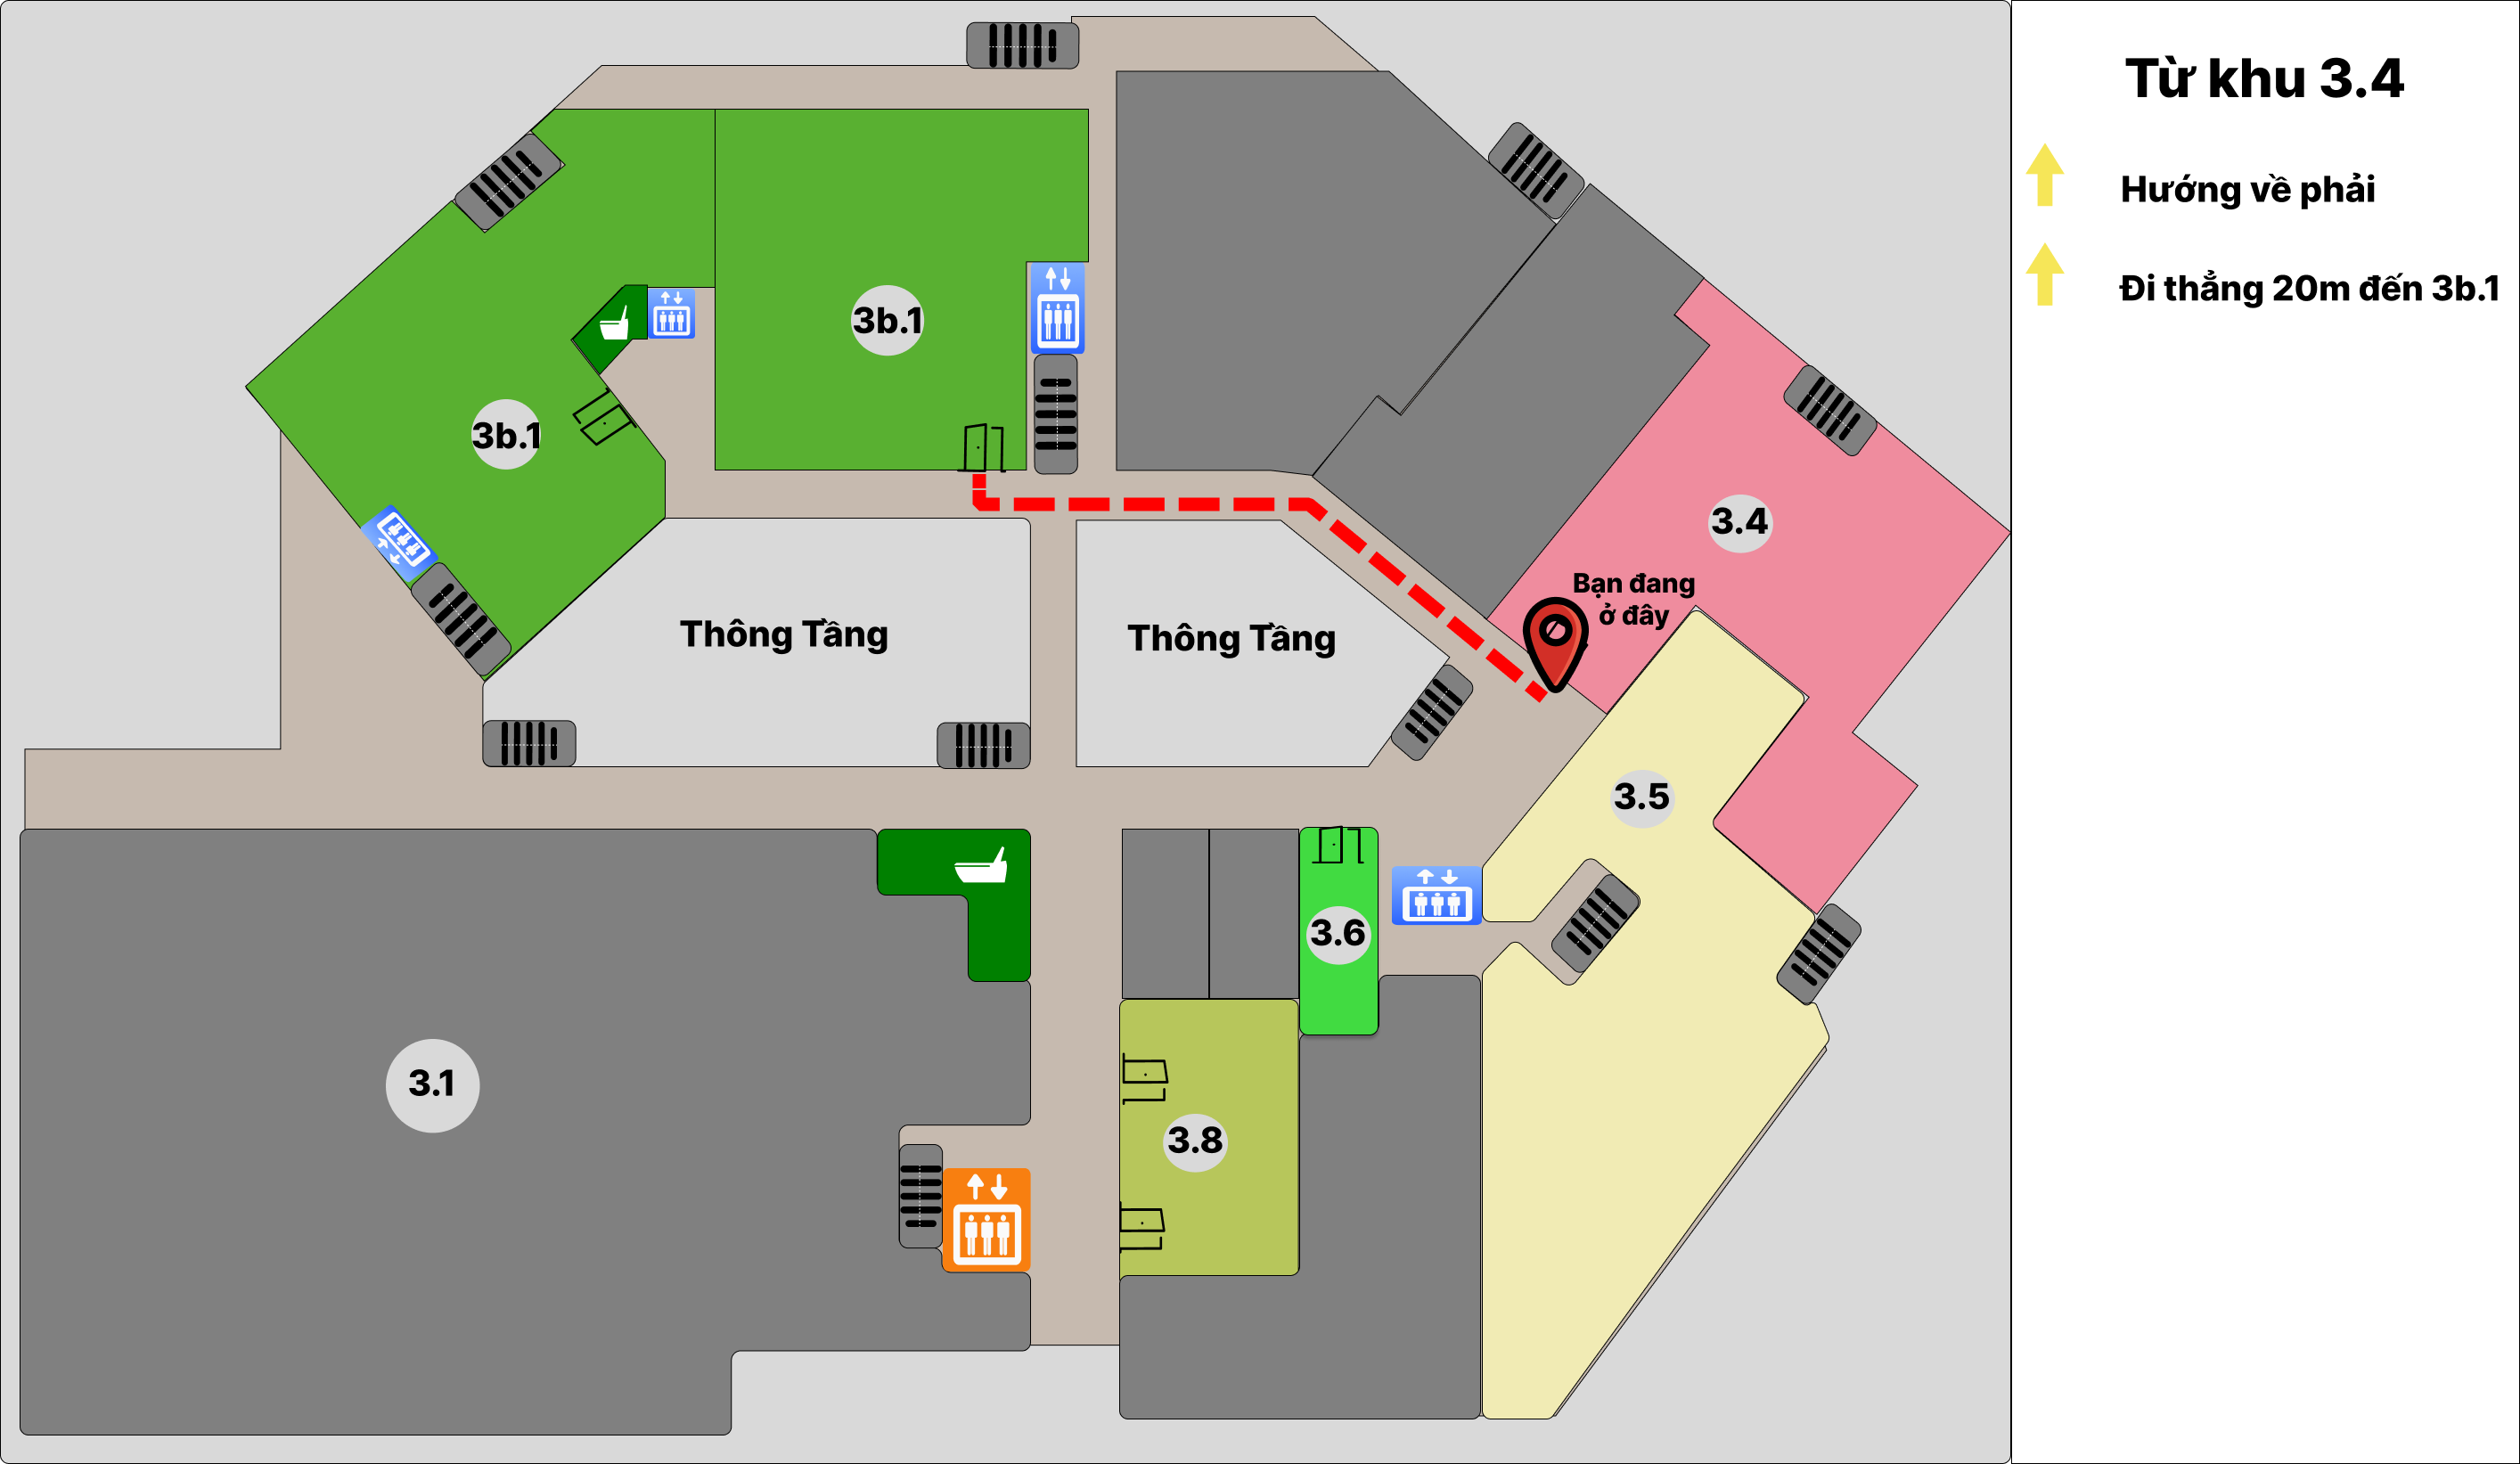 Từ khu 3.4
Hướng về phải
Đi thẳng 20m đến 3b.1
3b.1
3b.1
3.4
Bạn đang
ở đây
Thông Tầng
Thông Tầng
3.5
3.6
3.1
3.8